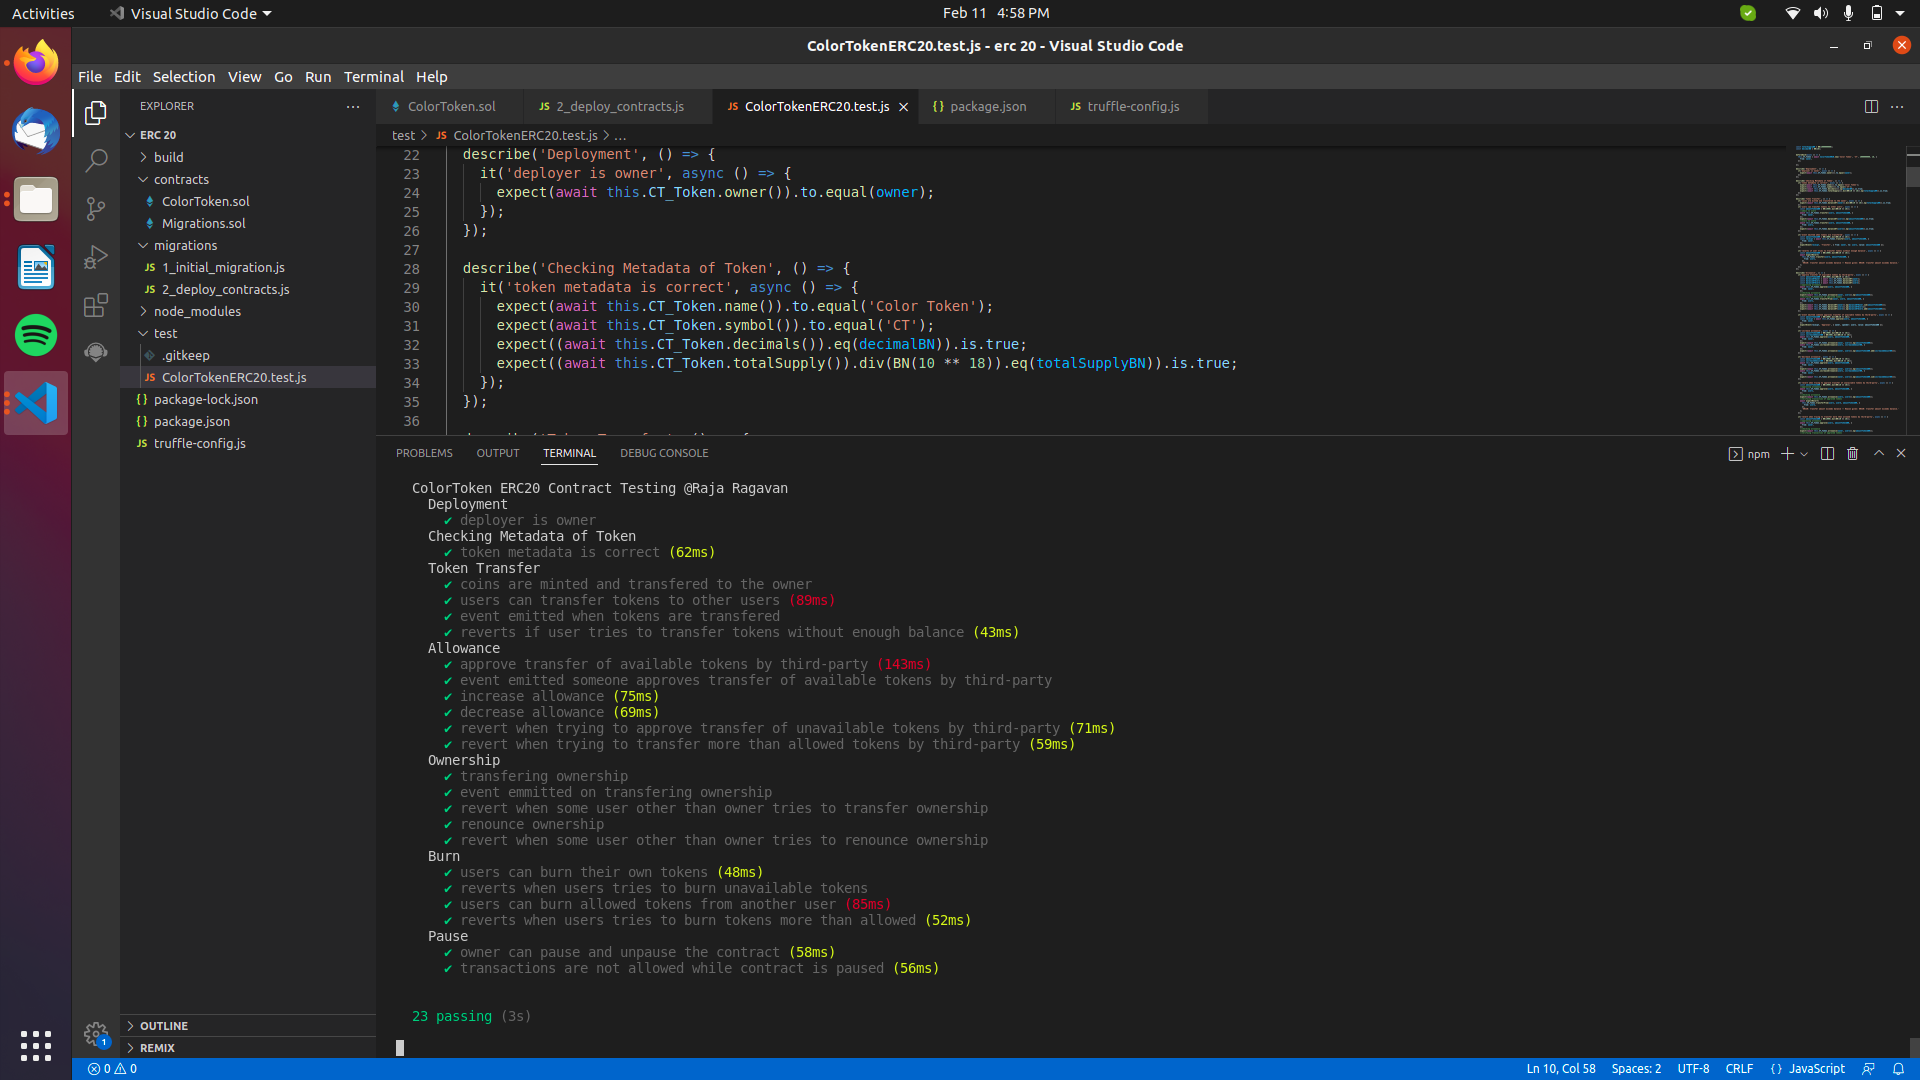 Activities
Visual Studio Code
Feb 11 4:58 PM
ColorTokenERC20.test.js - erc 20 - Visual Studio Code
File Edit Selection View Go Run Terminal Help
EXPLORER
ERC 20
build
contracts
ColorToken.sol
Migrations.sol
migrations
JS 1_initial_migration.js
JS 2_deploy_contracts.js
node_modules
test
.gitkeep
JS ColorTokenERC20.test.js
{} package-lock.json
{} package.json
JS truffle-config.js
OUTLINE
REMIX
1
ColorToken.sol
JS 2_deploy_contracts.js
JS ColorTokenERC20.test.js
{} package.json
JS truffle-config.js
test > JS ColorTokenERC20.test.js > ...
22 describe('Deployment', () => {
23 it('deployer is owner', async () => {
24 expect(await this.CT_Token.owner()).to.equal(owner);
25 });
26 });
27
28 describe('Checking Metadata of Token', () => {
29 it('token metadata is correct', async () => {
30 expect(await this.CT_Token.name()).to.equal('Color Token');
31 expect(await this.CT_Token.symbol()).to.equal('CT');
32 expect((await this.CT_Token.decimals()).eq(decimalBN)).is.true;
33 expect((await this.CT_Token.totalSupply()).div(BN(10 ** 18)).eq(totalSupplyBN)).is.true;
34 });
35 });
36
PROBLEMS OUTPUT TERMINAL DEBUG CONSOLE
npm
ColorToken ERC20 Contract Testing @Raja Ragavan
Deployment
✔ deployer is owner
Checking Metadata of Token
✔ token metadata is correct (62ms)
Token Transfer
✔ coins are minted and transfered to the owner
✔ users can transfer tokens to other users (89ms)
✔ event emitted when tokens are transfered
✔ reverts if user tries to transfer tokens without enough balance (43ms)
Allowance
✔ approve transfer of available tokens by third-party (143ms)
✔ event emitted someone approves transfer of available tokens by third-party
✔ increase allowance (75ms)
✔ decrease allowance (69ms)
✔ revert when trying to approve transfer of unavailable tokens by third-party (71ms)
✔ revert when trying to transfer more than allowed tokens by third-party (59ms)
Ownership
✔ transfering ownership
✔ event emmitted on transfering ownership
✔ revert when some user other than owner tries to transfer ownership
✔ renounce ownership
✔ revert when some user other than owner tries to renounce ownership
Burn
✔ users can burn their own tokens (48ms)
✔ reverts when users tries to burn unavailable tokens
✔ users can burn allowed tokens from another user (85ms)
✔ reverts when users tries to burn tokens more than allowed (52ms)
Pause
✔ owner can pause and unpause the contract (58ms)
✔ transactions are not allowed while contract is paused (56ms)
23 passing (3s)
0 0
Ln 10, Col 58 Spaces: 2 UTF-8 CRLF {} JavaScript